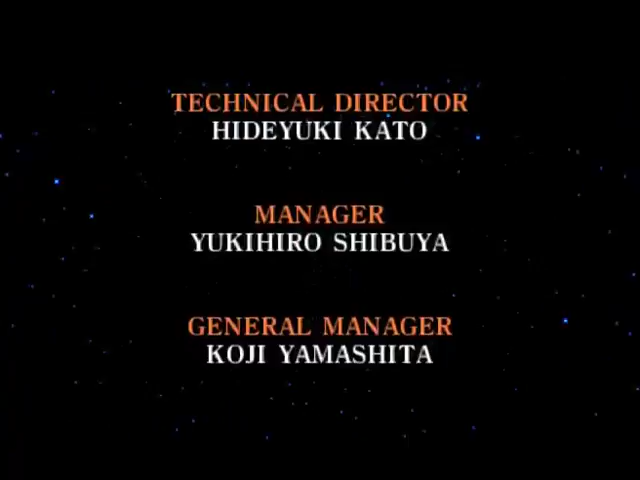 TECHNICAL DIRECTOR
HIDEYUKI KATO
MANAGER
YUKIHIRO SHIBUYA
GENERAL MANAGER
KOJI YAMASHITA